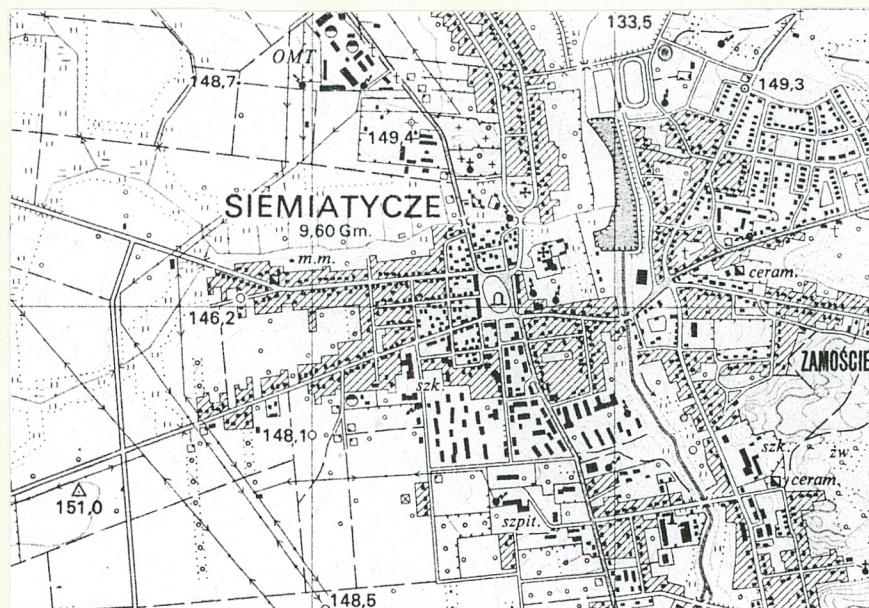 133,5
OMT
148,7
149,3
149,4
SIEMIATYCZE
9,60 Gm.
m.m.
ceram.
146,2
ZAMOŚCIE
szk
148,1
szk.
żw.
ceram.
151,0
szpit.
148,5